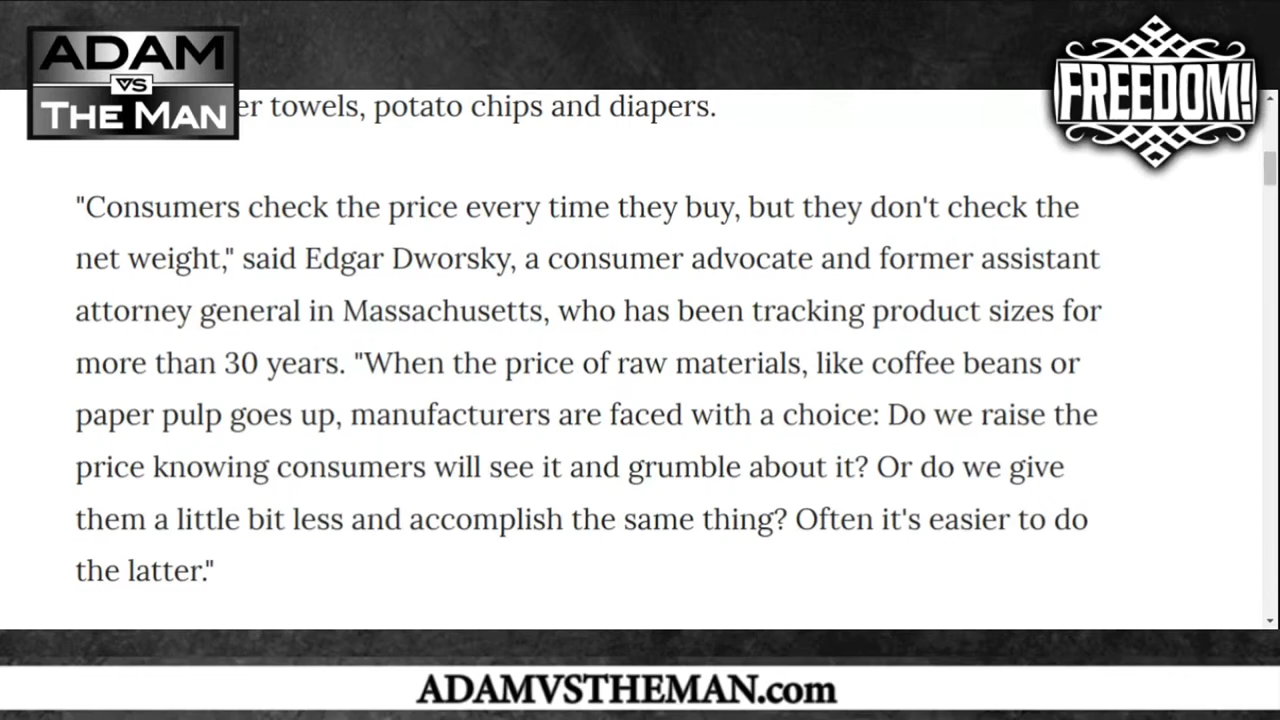 ADAM
VS
THE MAN
FREEDOM!
towels, potato chips and diapers.
"Consumers check the price every time they buy, but they don't check the
net weight," said Edgar Dworsky, a consumer advocate and former assistant
attorney general in Massachusetts, who has been tracking product sizes for
more than 30 years. "When the price of raw materials, like coffee beans or
paper pulp goes up, manufacturers are faced with a choice: Do we raise the
price knowing consumers will see it and grumble about it? Or do we give
them a little bit less and accomplish the same thing? Often it's easier to do
the latter."
ADAMVSTHEMAN.com